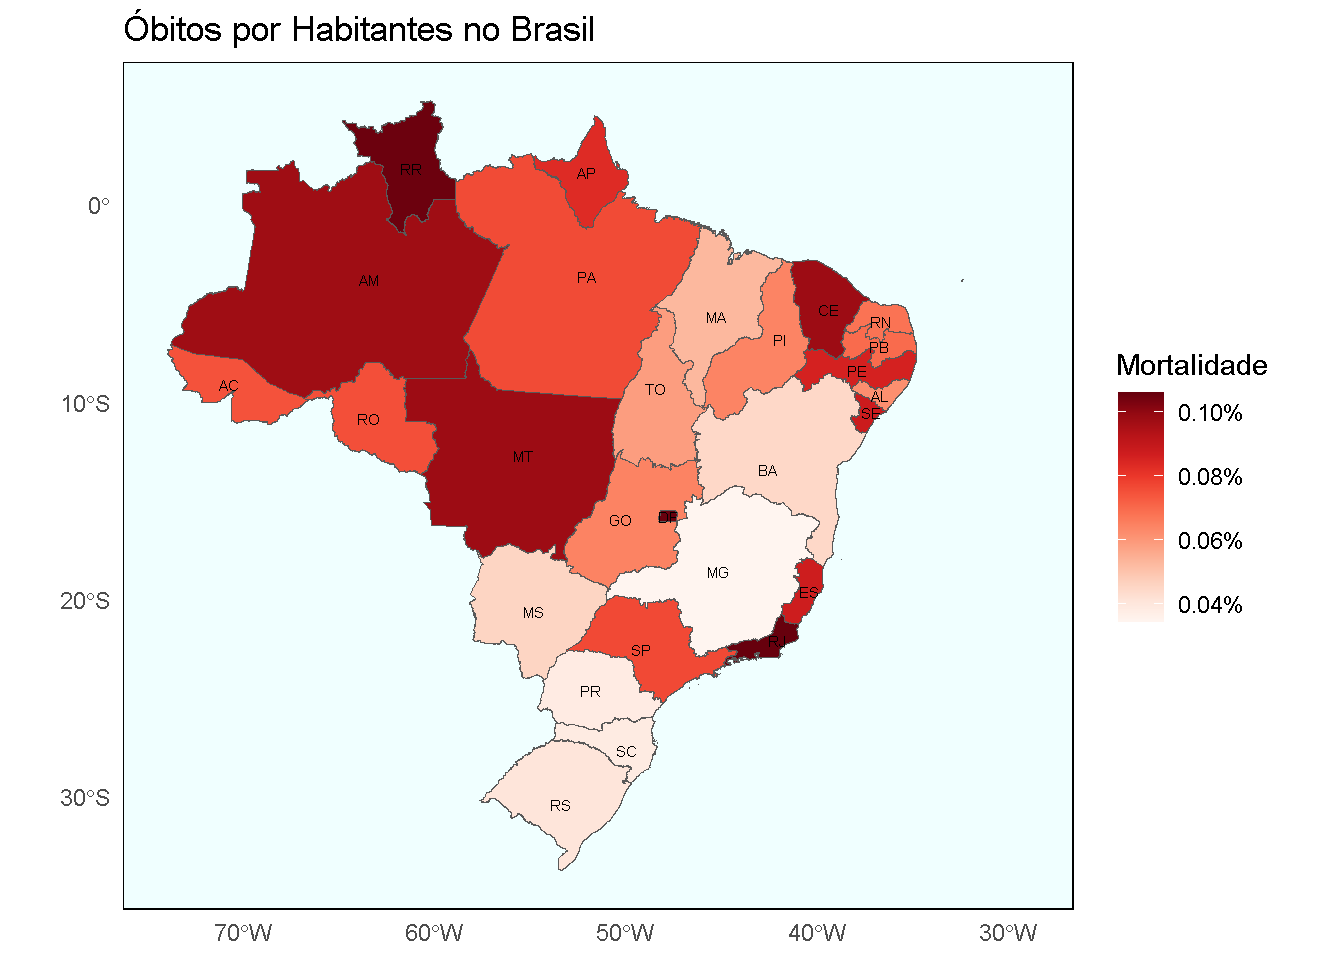 Óbitos por Habitantes no Brasil
RR
AP
0°
AM
PA
MA
CE
RN
PI
PB
PE
AC
TO
AL
10°S
SE
RO
MT
BA
GO
DF
MG
ES
20°S
MS
RJ
SP
PR
SC
30°S
RS
70°W
60°W
50°W
40°W
30°W
Mortalidade
0.10%
0.08%
0.06%
0.04%